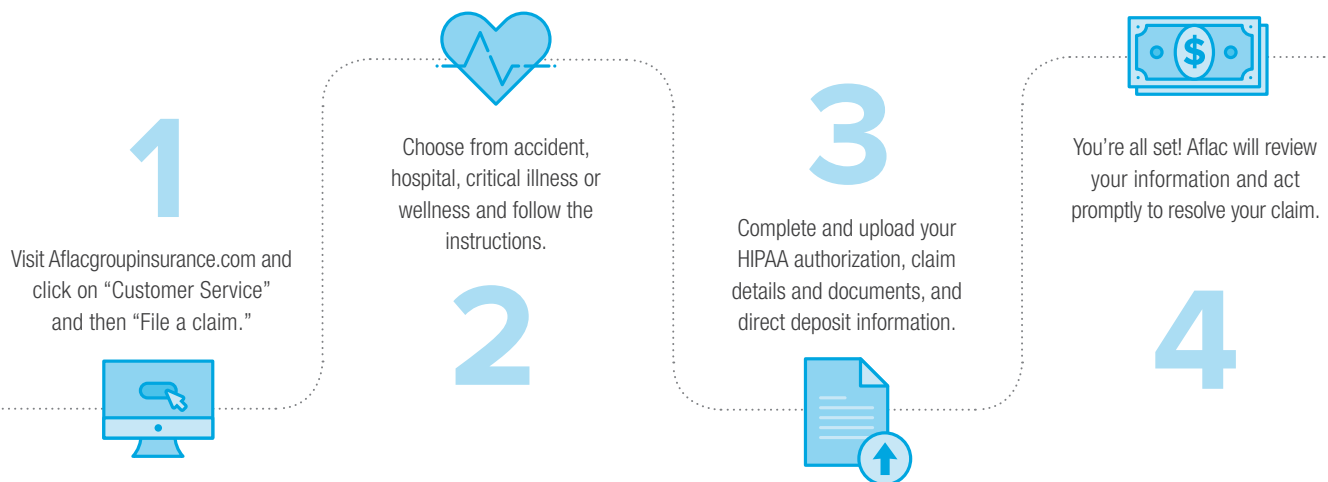 1
Visit Aflacgroupinsurance.com and
click on “Customer Service”
and then “File a claim.”
Choose from accident,
hospital, critical illness or
wellness and follow the
instructions.
2
3
Complete and upload your
HIPAA authorization, claim
details and documents, and
direct deposit information.
$
You’re all set! Aflac will review
your information and act
promptly to resolve your claim.
4